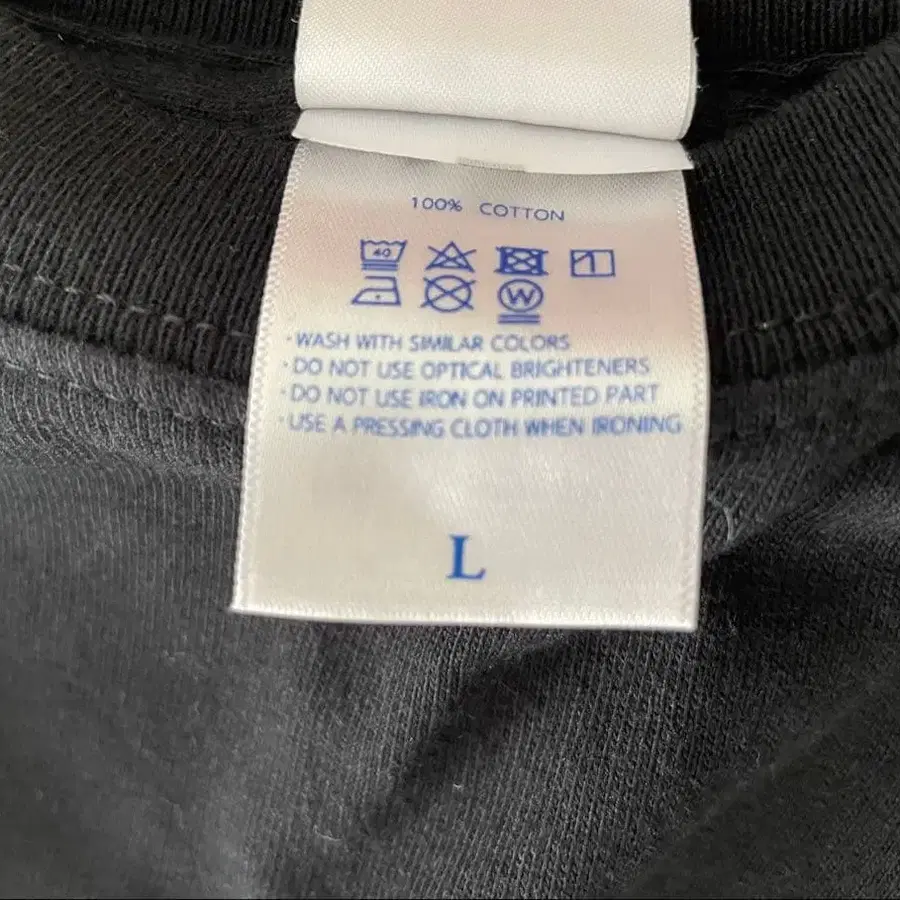 100% COTTON
40
W
·WASH WITH SIMILAR COLORS
·DO NOT USE OPTICAL BRIGHTENERS
·DO NOT USE IRON ON PRINTED PART
·USE A PRESSING CLOTH WHEN IRONING
L